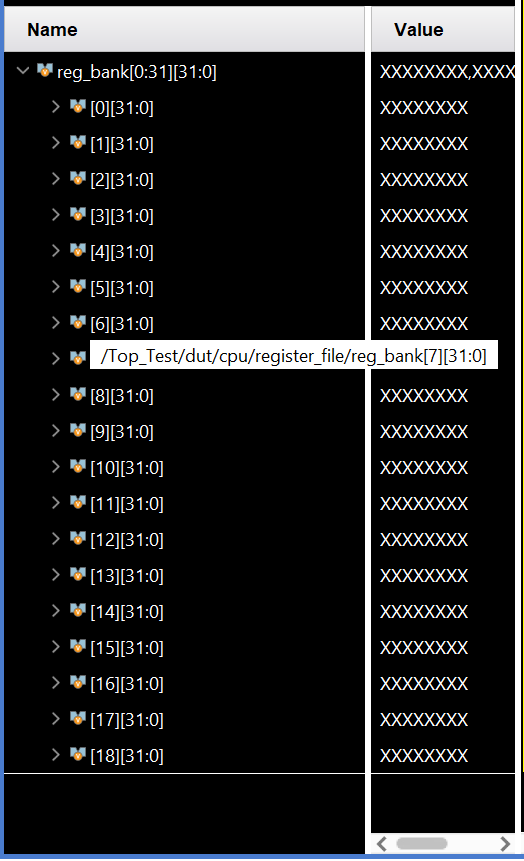 Name Value
reg_bank[0:31][31:0] XXXXXXXX,XXXX
[0][31:0] XXXXXXXX
[1][31:0] XXXXXXXX
[2][31:0] XXXXXXXX
[3][31:0] XXXXXXXX
[4][31:0] XXXXXXXX
[5][31:0] XXXXXXXX
[6][31:0] XXXXXXXX
/Top_Test/dut/cpu/register_file/reg_bank[7][31:0]
[8][31:0] XXXXXXXX
[9][31:0] XXXXXXXX
[10][31:0] XXXXXXXX
[11][31:0] XXXXXXXX
[12][31:0] XXXXXXXX
[13][31:0] XXXXXXXX
[14][31:0] XXXXXXXX
[15][31:0] XXXXXXXX
[16][31:0] XXXXXXXX
[17][31:0] XXXXXXXX
[18][31:0] XXXXXXXX